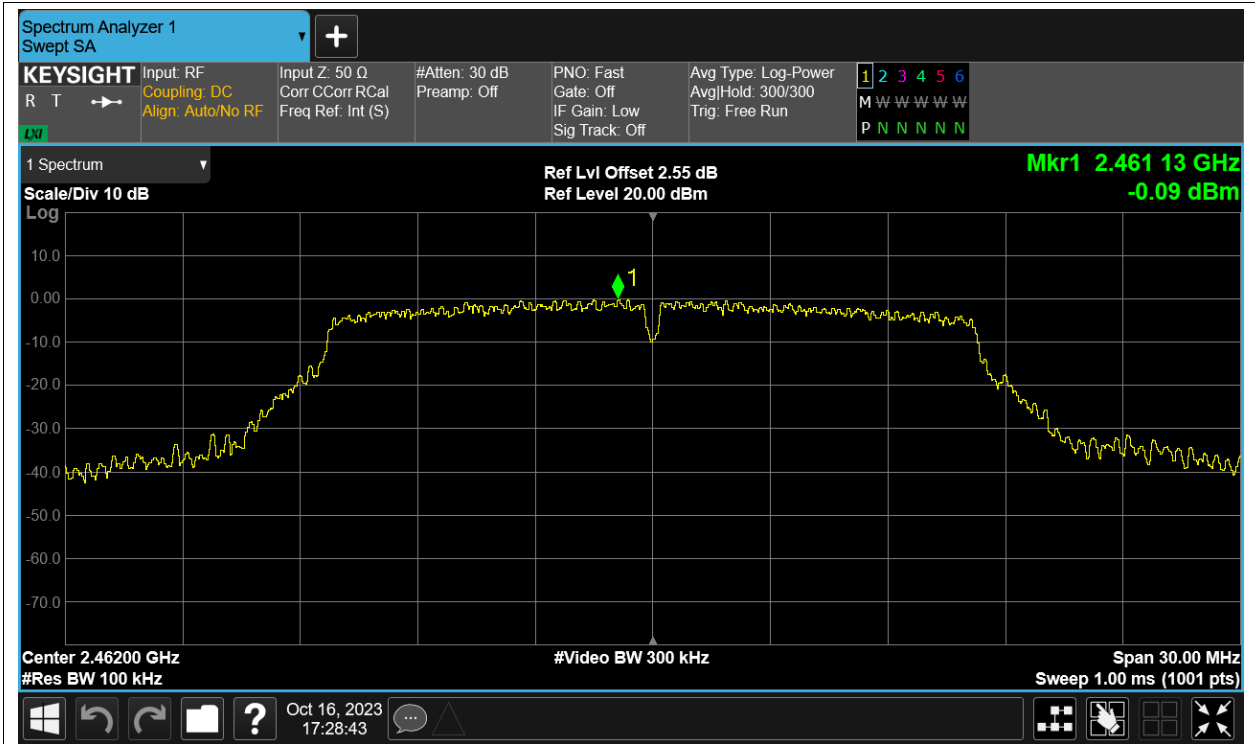 Spectrum Analyzer 1
Swept SA
KEYSIGHT
R T
LXI
Input: RF
Coupling: DC
Align: Auto/No RF
Input Z: 50 Ω
Corr CCorr RCal
Freq Ref: Int (S)
#Atten: 30 dB
Preamp: Off
PNO: Fast
Gate: Off
IF Gain: Low
Sig Track: Off
Avg Type: Log-Power
Avg|Hold: 300/300
Trig: Free Run
1 2 3 4 5 6
M W W W W W
P N N N N N
1 Spectrum
Scale/Div 10 dB
Log
Ref Lvl Offset 2.55 dB
Ref Level 20.00 dBm
Mkr1 2.461 13 GHz
-0.09 dBm
10.0
0.00
-10.0
-20.0
-30.0
-40.0
-50.0
-60.0
-70.0
1
Center 2.46200 GHz
#Res BW 100 kHz
#Video BW 300 kHz
Span 30.00 MHz
Sweep 1.00 ms (1001 pts)
?
Oct 16, 2023
17:28:43